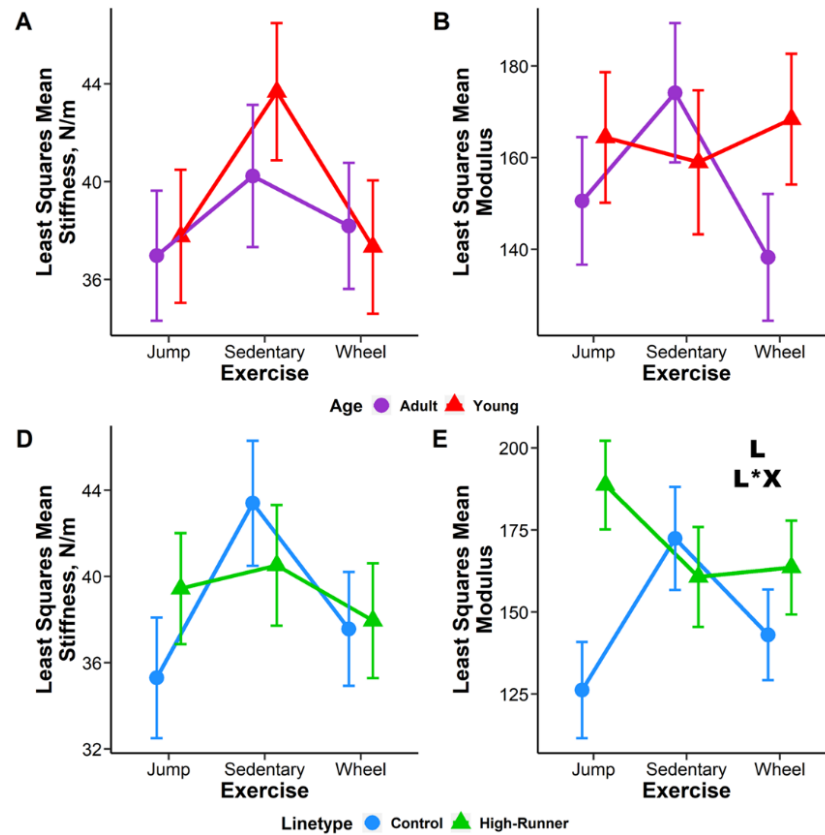 A
Least Squares Mean
Stiffness, N/m
44
40
36
Jump Sedentary Wheel
Exercise
B
Least Squares Mean
Modulus
180
160
140
Jump Sedentary Wheel
Exercise
Age Adult Young
D
Least Squares Mean
Stiffness, N/m
44
40
36
32
Jump Sedentary Wheel
Exercise
E
L
L*X
Least Squares Mean
Modulus
200
175
150
125
Jump Sedentary Wheel
Exercise
Linetype Control High-Runner